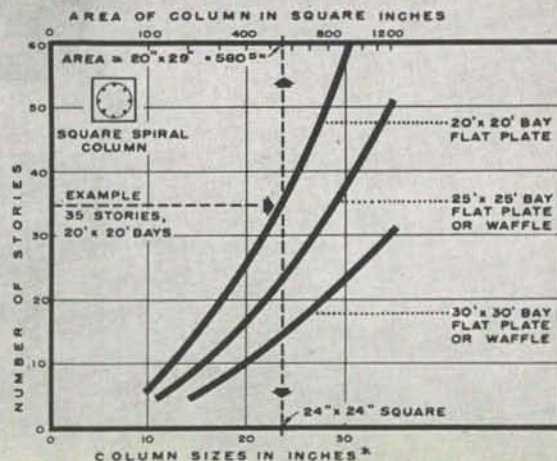 AREA OF COLUMN IN SQUARE INCHES
0 100 400 600 800 1000 1200
AREA = 20" x 29" = 580
SQUARE SPIRAL
COLUMN
EXAMPLE
35 STORIES,
20' x 20' BAYS
20' x 20' BAY
FLAT PLATE
25' x 25' BAY
FLAT PLATE
OR WAFFLE
30' x 30' BAY
FLAT PLATE
OR WAFFLE
NUMBER OF STORIES
60
50
40
30
20
10
0
24" x 24" SQUARE
0 10 20 30
COLUMN SIZES IN INCHES*